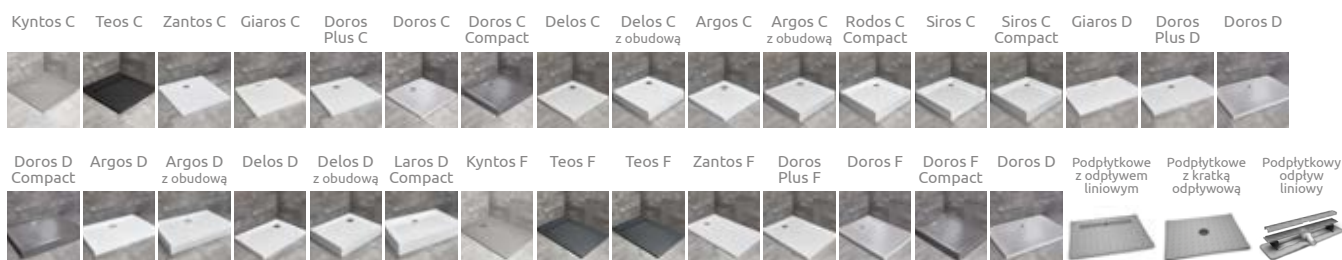 Kyntos C
Teos C
Zantos C
Giaros C
Doros
Plus C
Doros C
Doros C
Compact
Delos C
Delos C
z obudową
Argos C
Argos C
z obudową
Rodos C
Compact
Siros C
Siros C
Compact
Giaros D
Doros
Plus D
Doros D
Doros D
Compact
Argos D
Argos D
z obudową
Delos D
Delos D
z obudową
Laros D
Compact
Kyntos F
Teos F
Teos F
Zantos F
Doros
Plus F
Doros F
Doros F
Compact
Doros D
Podpłytkowe
z odpływem
liniowym
Podpłytkowe
z kratką
odpływową
Podpłytkowy
odpływ
liniowy